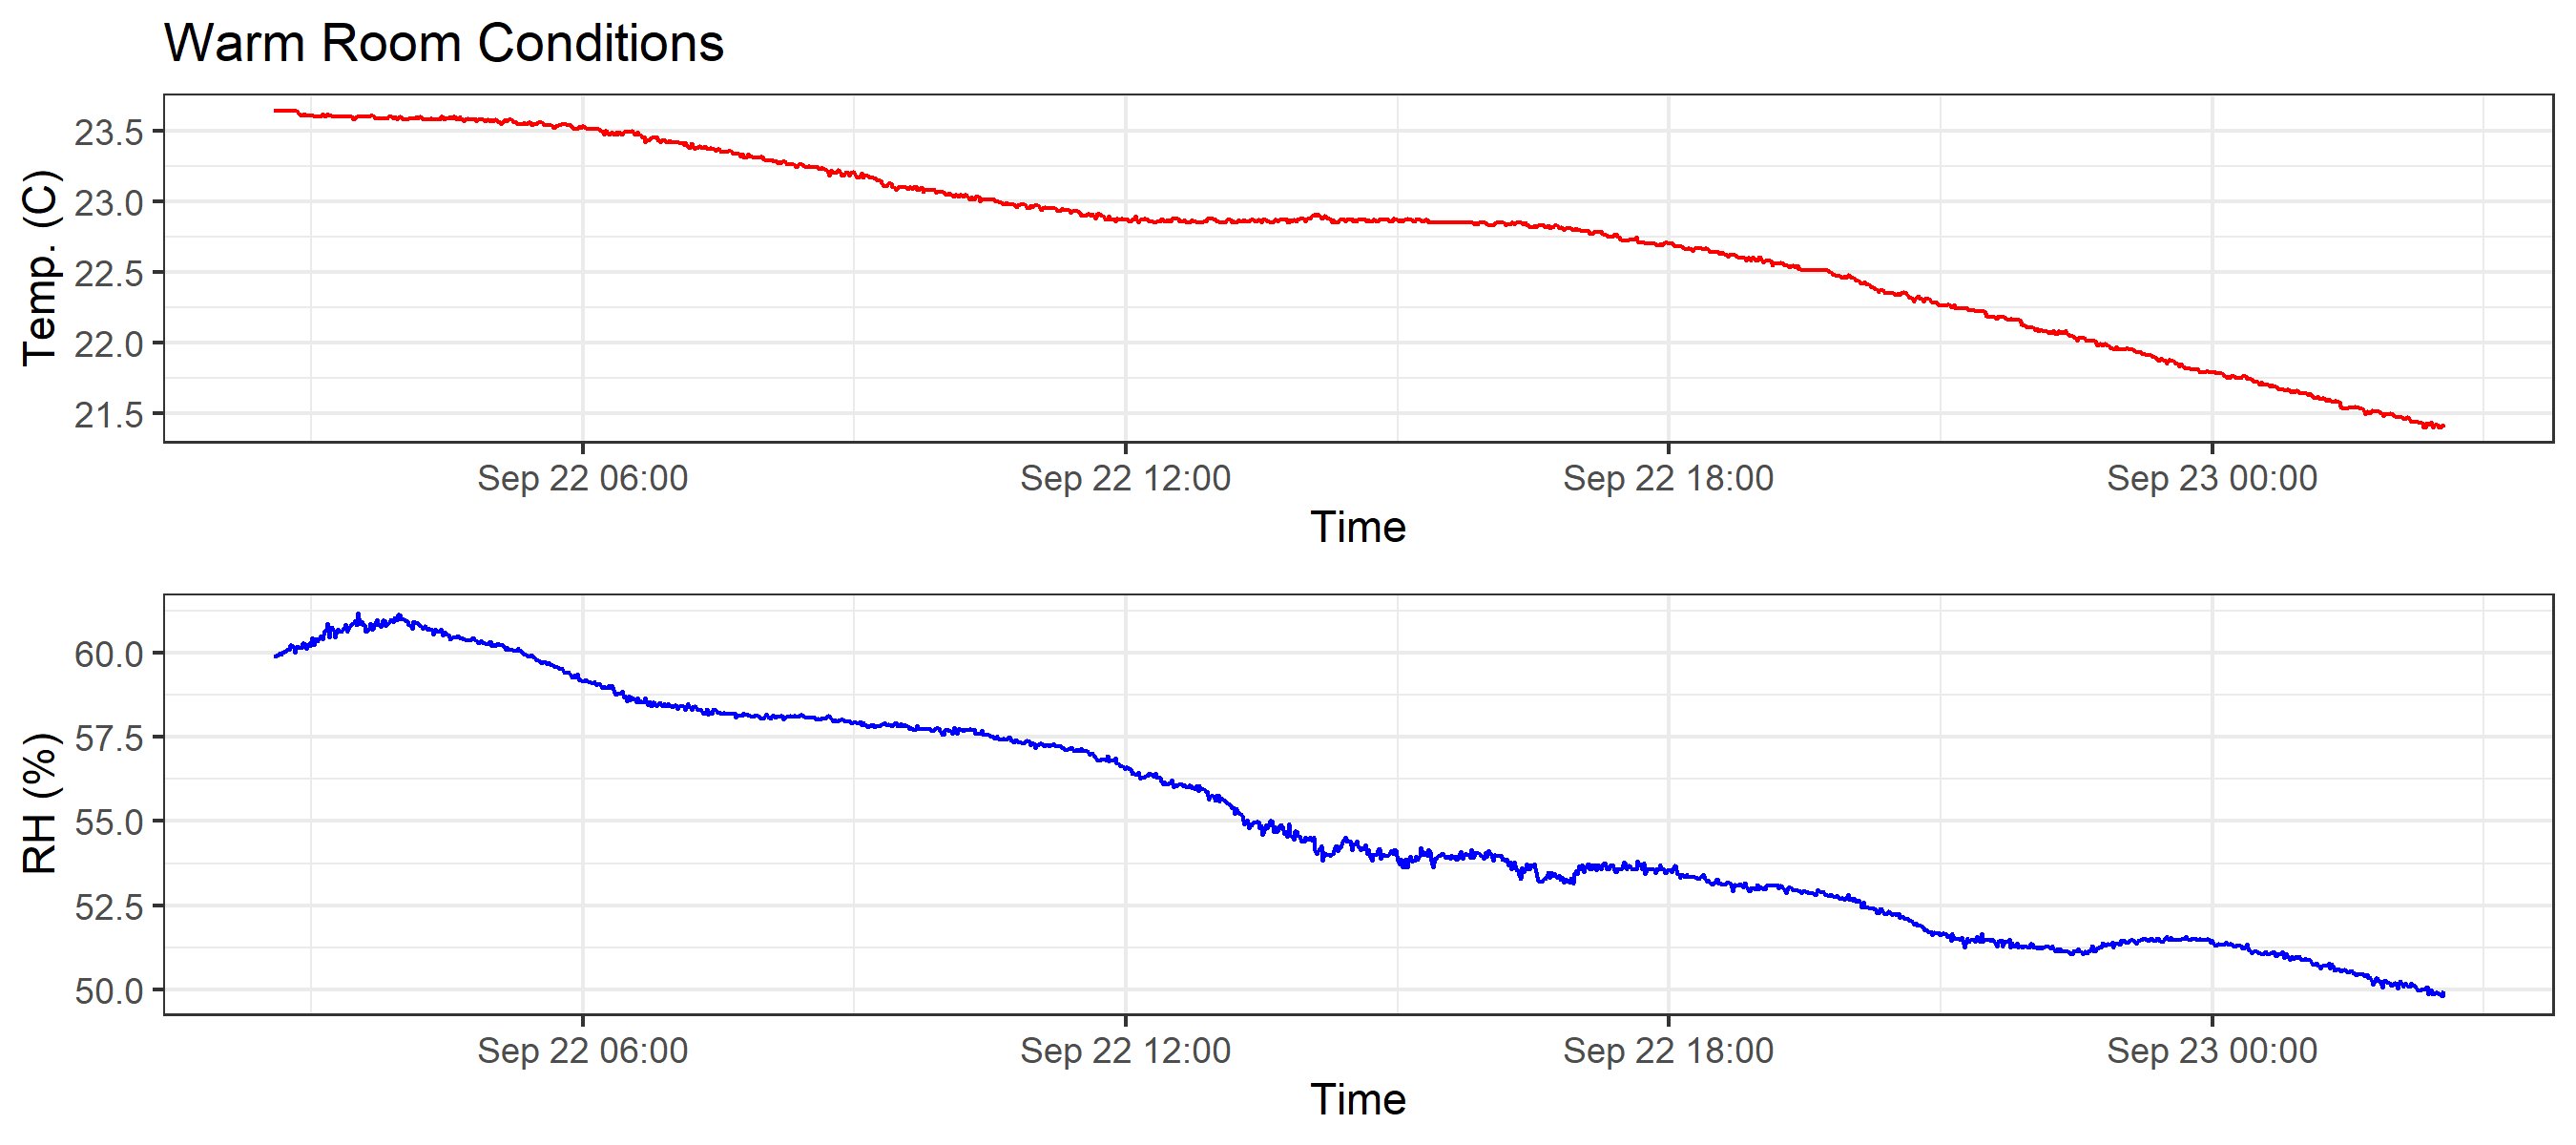 Warm Room Conditions
Temp. (C)
23.5
23.0
22.5
22.0
21.5
Sep 22 06:00 Sep 22 12:00 Sep 22 18:00 Sep 23 00:00
Time
RH (%)
60.0
57.5
55.0
52.5
50.0
Sep 22 06:00 Sep 22 12:00 Sep 22 18:00 Sep 23 00:00
Time